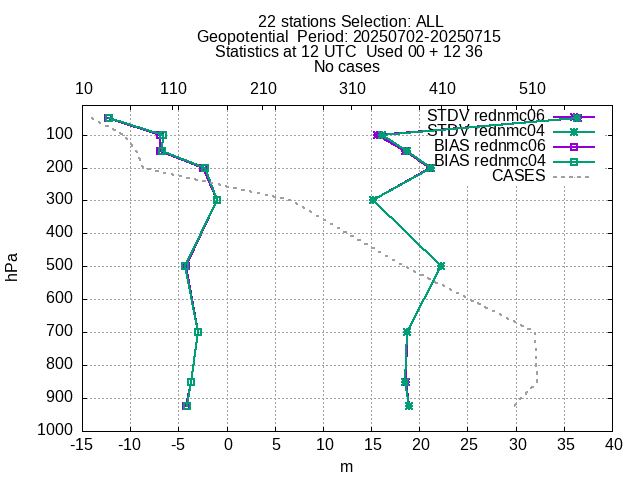 22 stations Selection: ALL
Geopotential  Period: 20250702-20250715
Statistics at 12 UTC  Used 00 + 12 36
No cases
10 110 210 310 410 510
STDV rednmc06
STDV rednmc04
BIAS rednmc06
BIAS rednmc04
CASES
100
200
300
400
500
600
700
800
900
1000
hPa
-15 -10 -5 0 5 10 15 20 25 30 35 40
m